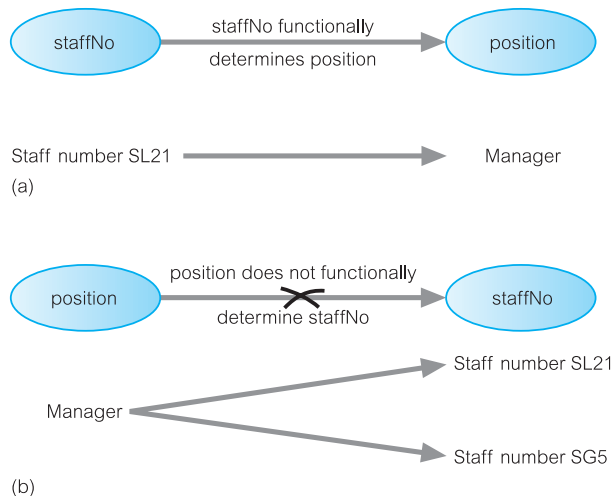 staffNo
staffNo functionally
determines position
position
Staff number SL21
Manager
(a)
position
position does not functionally
determine staffNo
staffNo
Manager
Staff number SL21
Staff number SG5
(b)